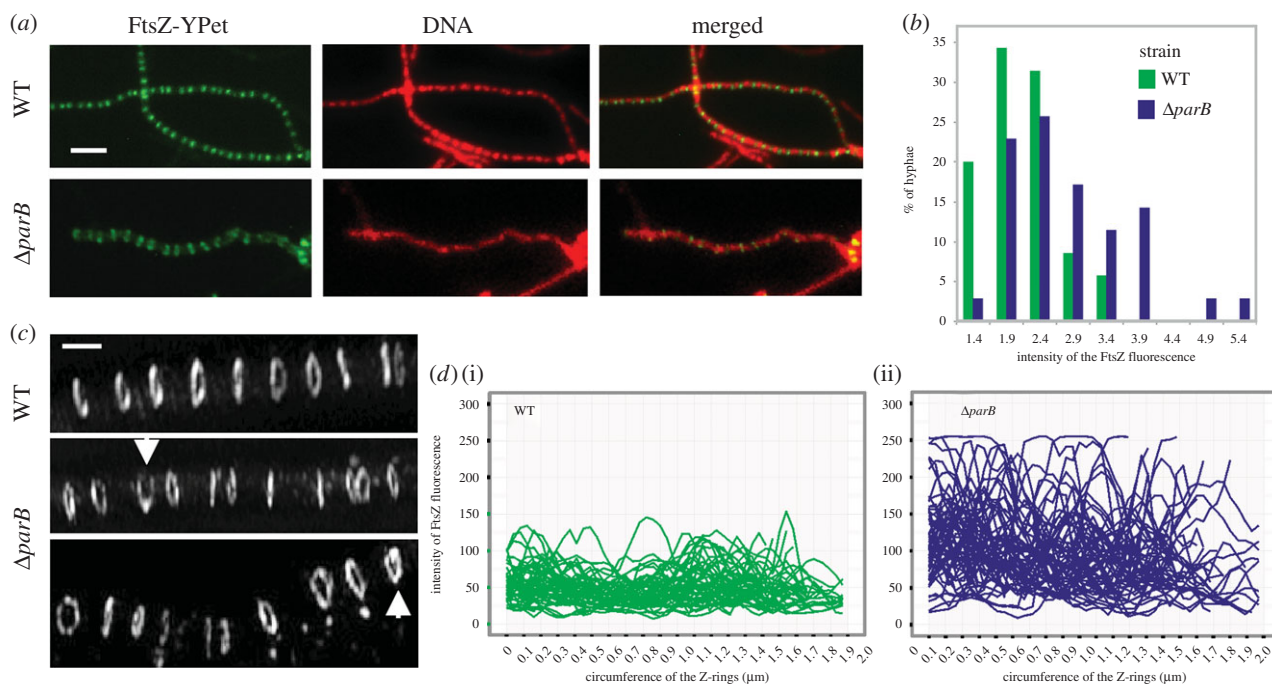 (a) FtsZ-YPet DNA merged
WT
ΔparB
(b)
35
30
25
20
15
10
5
0
% of hyphae
strain
WT
ΔparB
1.4 1.9 2.4 2.9 3.4 3.9 4.4 4.9 5.4
intensity of the FtsZ fluorescence
(c)
WT
ΔparB
(d) (i)
WT
300
250
200
150
100
50
0
intensity of FtsZ fluorescence
0 0.1 0.2 0.3 0.4 0.5 0.6 0.7 0.8 0.9 1.0 1.1 1.2 1.3 1.4 1.5 1.6 1.7 1.8 1.9 2.0
circumference of the Z-rings (µm)
(ii)
ΔparB
300
250
200
150
100
50
0
0 0.1 0.2 0.3 0.4 0.5 0.6 0.7 0.8 0.9 1.0 1.1 1.2 1.3 1.4 1.5 1.6 1.7 1.8 1.9 2.0
circumference of the Z-rings (µm)